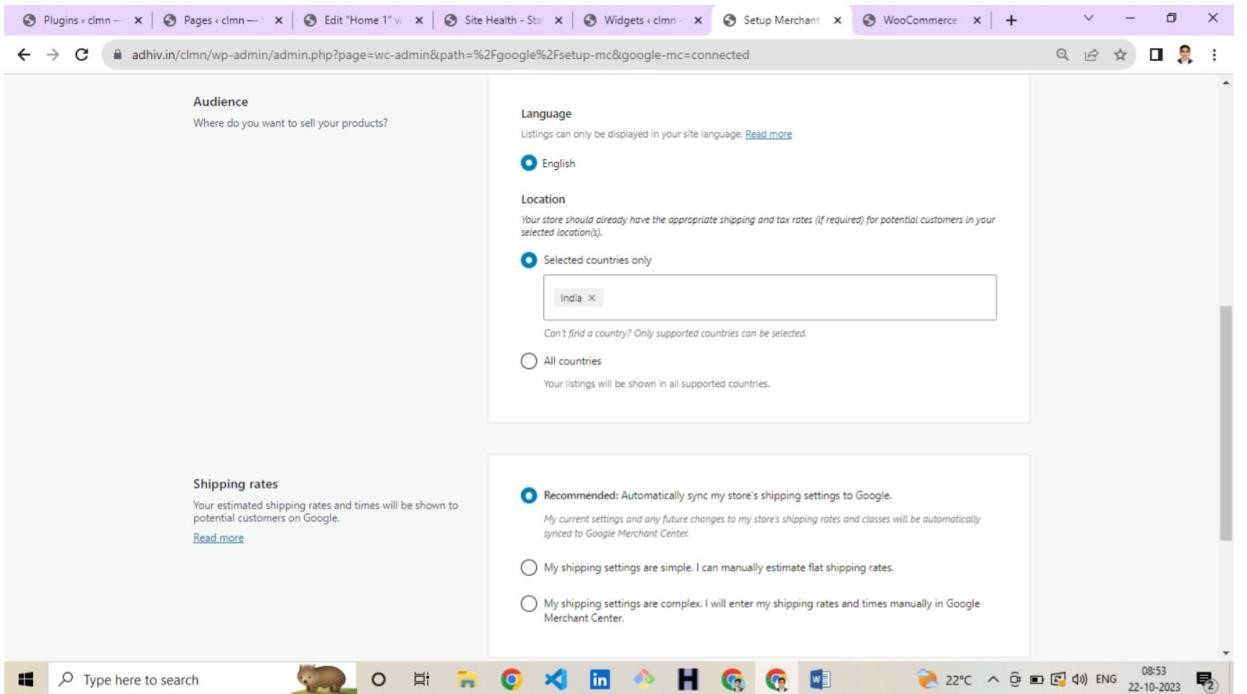 Plugins ‹ clmn —
Pages ‹ clmn —
Edit "Home 1" w
Site Health - Sta
Widgets ‹ clmn -
Setup Merchant
WooCommerce
adhiv.in/clmn/wp-admin/admin.php?page=wc-admin&path=%2Fgoogle%2Fsetup-mc&google-mc=connected
Audience
Where do you want to sell your products?
Language
Listings can only be displayed in your site language. Read more
English
Location
Your store should already have the appropriate shipping and tax rates (if required) for potential customers in your
selected location(s).
Selected countries only
India ×
Can't find a country? Only supported countries can be selected.
All countries
Your listings will be shown in all supported countries.
Shipping rates
Your estimated shipping rates and times will be shown to
potential customers on Google.
Read more
Recommended: Automatically sync my store's shipping settings to Google.
My current settings and any future changes to my store's shipping rates and classes will be automatically
synced to Google Merchant Center.
My shipping settings are simple. I can manually estimate flat shipping rates.
My shipping settings are complex. I will enter my shipping rates and times manually in Google
Merchant Center.
Type here to search
22°C
ENG
08:53
22-10-2023
2